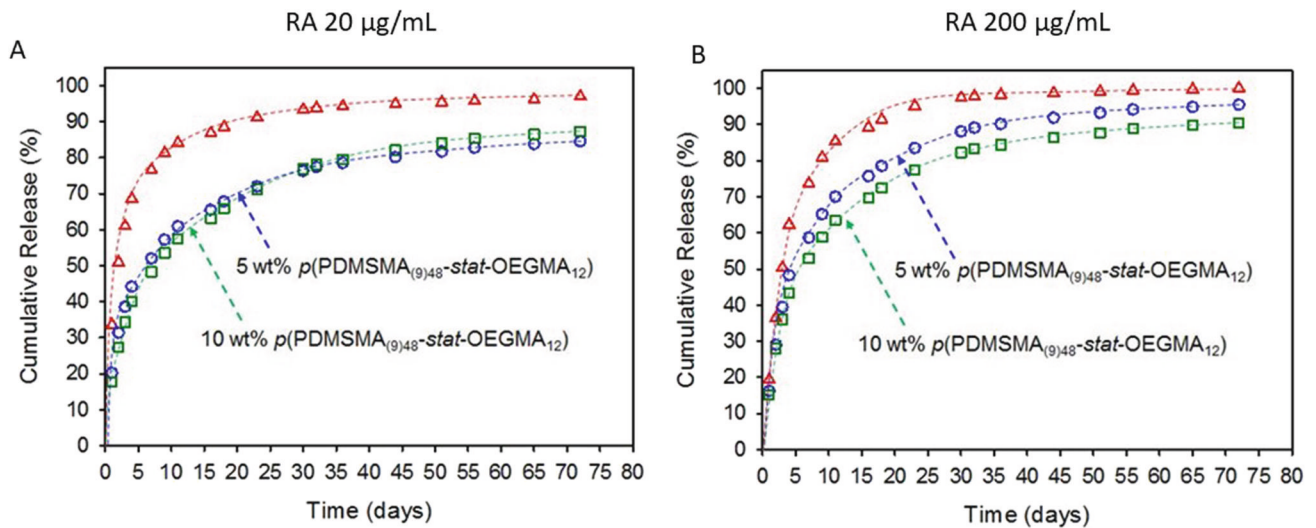 RA 20 µg/mL
A
Cumulative Release (%)
100
90
80
70
60
50
40
30
20
10
0
5 wt% p(PDMSMA(9)48-stat-OEGMA12)
10 wt% p(PDMSMA(9)48-stat-OEGMA12)
0 5 10 15 20 25 30 35 40 45 50 55 60 65 70 75 80
Time (days)
RA 200 µg/mL
B
Cumulative Release (%)
100
90
80
70
60
50
40
30
20
10
0
5 wt% p(PDMSMA(9)48-stat-OEGMA12)
10 wt% p(PDMSMA(9)48-stat-OEGMA12)
0 5 10 15 20 25 30 35 40 45 50 55 60 65 70 75 80
Time (days)